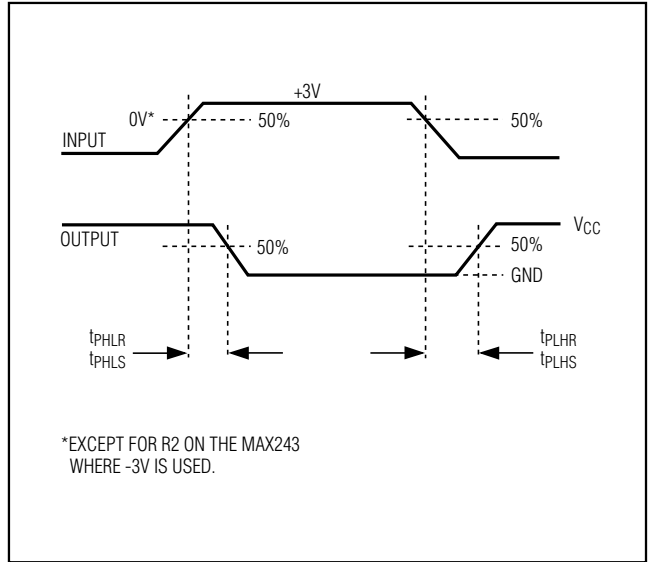 +3V
0V* 50% 50%
INPUT
OUTPUT VCC
50% 50%
GND
tPHLR tPLHR
tPHLS tPLHS
*EXCEPT FOR R2 ON THE MAX243
WHERE -3V IS USED.